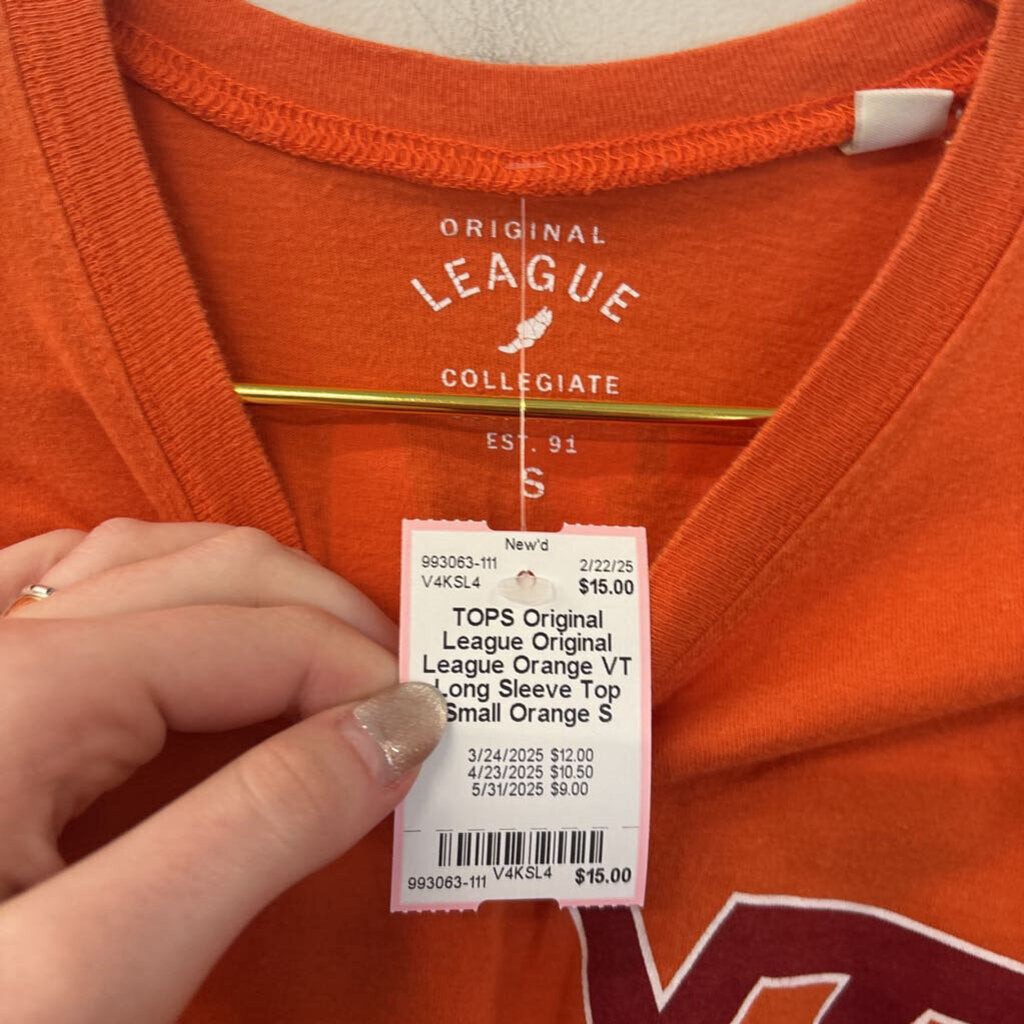 ORIGINAL
LEAGUE
COLLEGIATE
EST. 91
S
New'd
993063-111 2/22/25
V4KSL4 $15.00
TOPS Original
League Original
League Orange VT
Long Sleeve Top
Small Orange S
3/24/2025 $12.00
4/23/2025 $10.50
5/31/2025 $9.00
993063-111 V4KSL4 $15.00